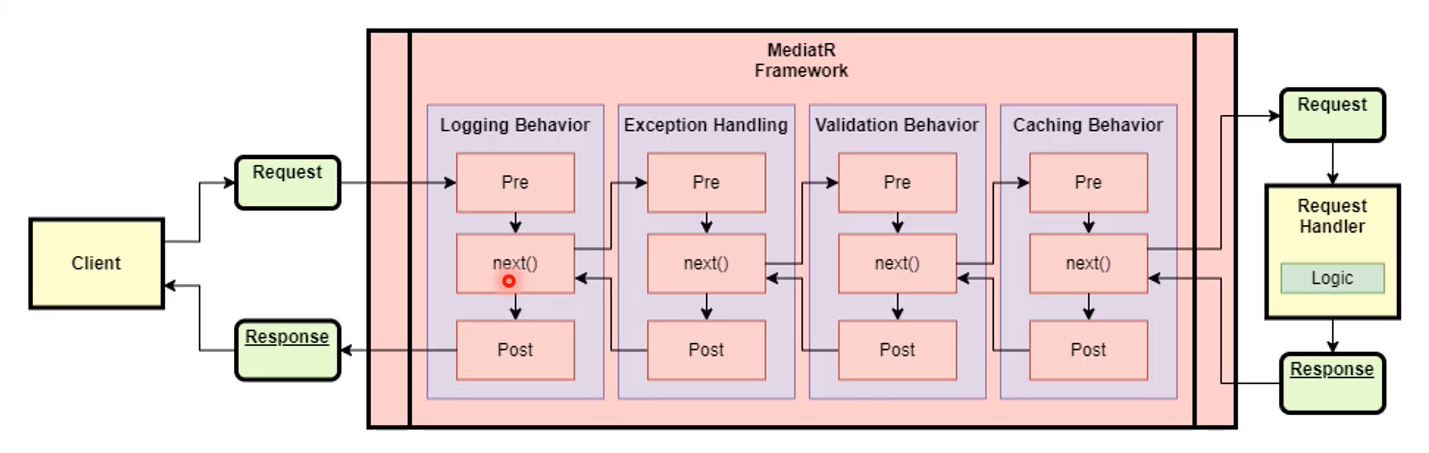 MediatR
Framework
Logging Behavior
Exception Handling
Validation Behavior
Caching Behavior
Request
Request
Pre
Pre
Pre
Pre
Request
Handler
Client
next()
next()
next()
next()
Logic
Response
Post
Post
Post
Post
Response